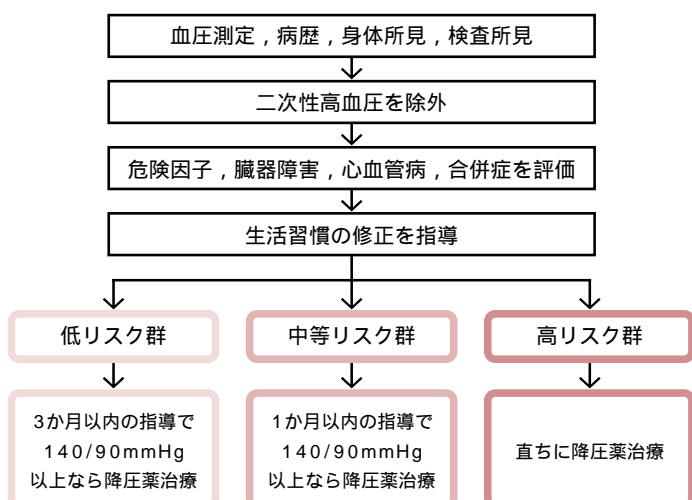 血圧測定，病歴，身体所見，検査所見
二次性高血圧を除外
危険因子，臓器障害，心血管病，合併症を評価
生活習慣の修正を指導
低リスク群
中等リスク群
高リスク群
3か月以内の指導で
140/90mmHg
以上なら降圧薬治療
1か月以内の指導で
140/90mmHg
以上なら降圧薬治療
直ちに降圧薬治療